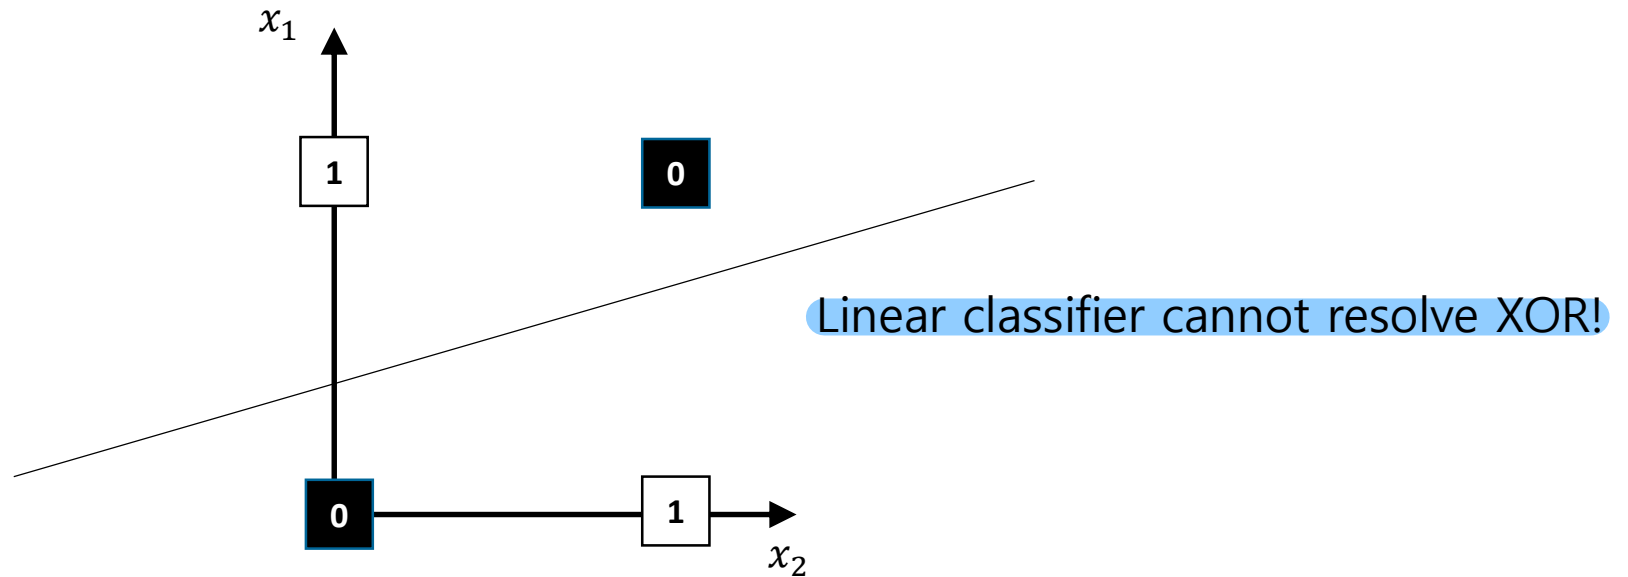 x₁
1
0
Linear classifier cannot resolve XOR!
0
1
x₂